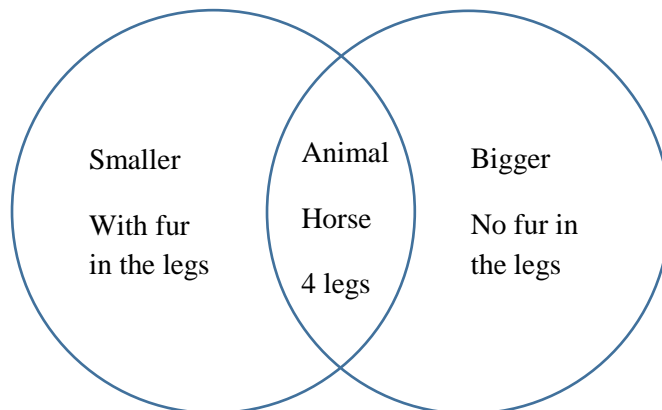 Smaller
With fur
in the legs
Animal
Horse
4 legs
Bigger
No fur in
the legs